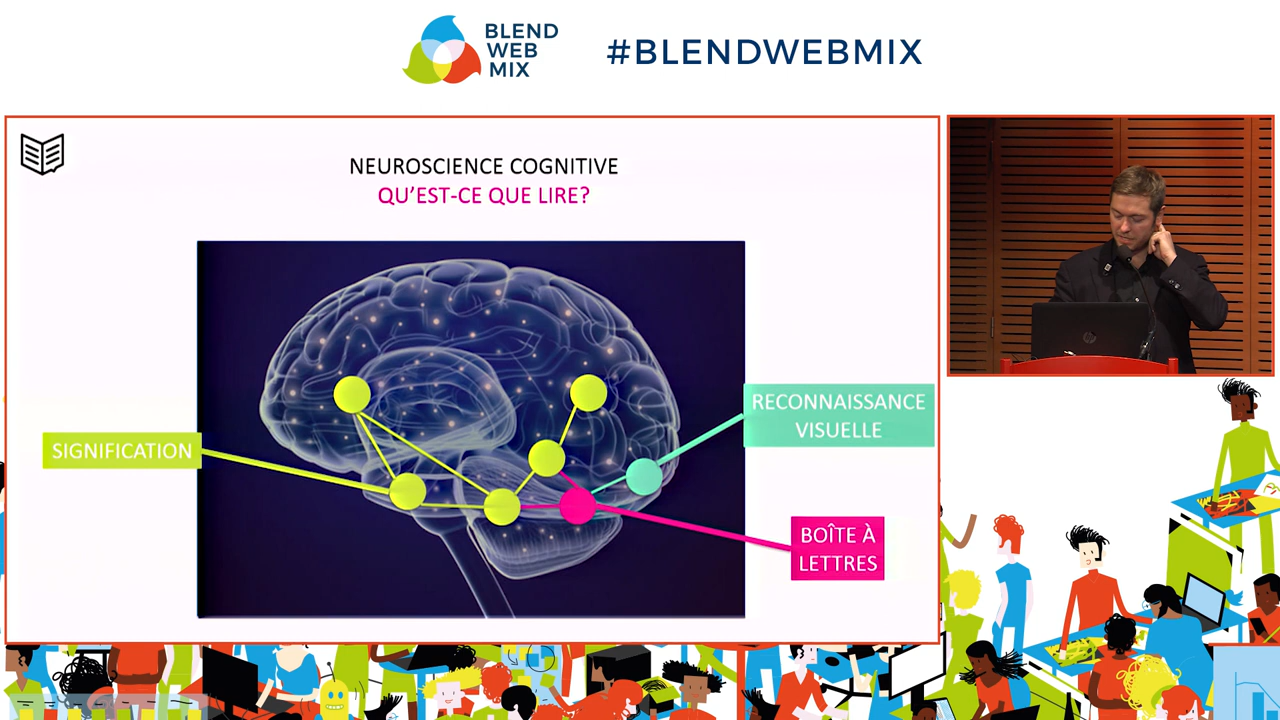 BLEND
WEB
MIX
#BLENDWEBMIX
NEUROSCIENCE COGNITIVE
QU'EST-CE QUE LIRE?
SIGNIFICATION
RECONNAISSANCE
VISUELLE
BOÎTE À
LETTRES